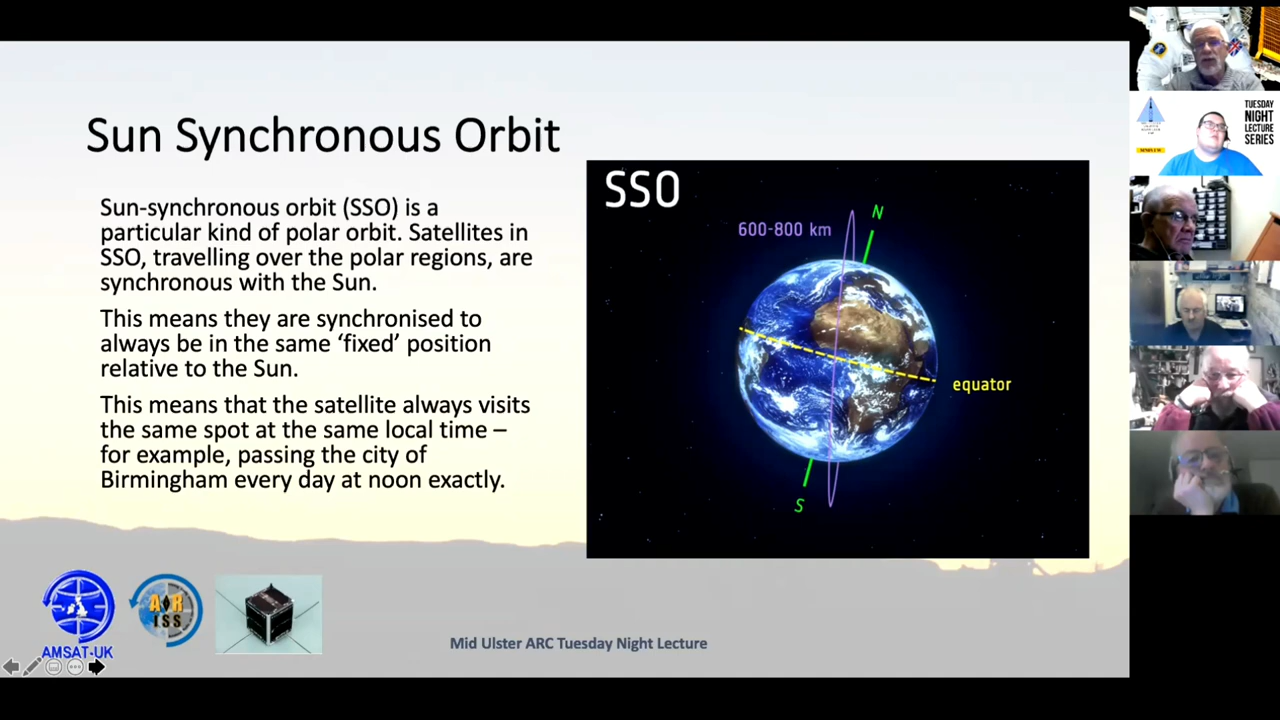 Sun Synchronous Orbit
Sun-synchronous orbit (SSO) is a
particular kind of polar orbit. Satellites in
SSO, travelling over the polar regions, are
synchronous with the Sun.
This means they are synchronised to
always be in the same ‘fixed’ position
relative to the Sun.
This means that the satellite always visits
the same spot at the same local time –
for example, passing the city of
Birmingham every day at noon exactly.
SSO
600-800 km
N
equator
S
AMSAT-UK
ARISS
Mid Ulster ARC Tuesday Night Lecture
TUESDAY
NIGHT
LECTURE
SERIES